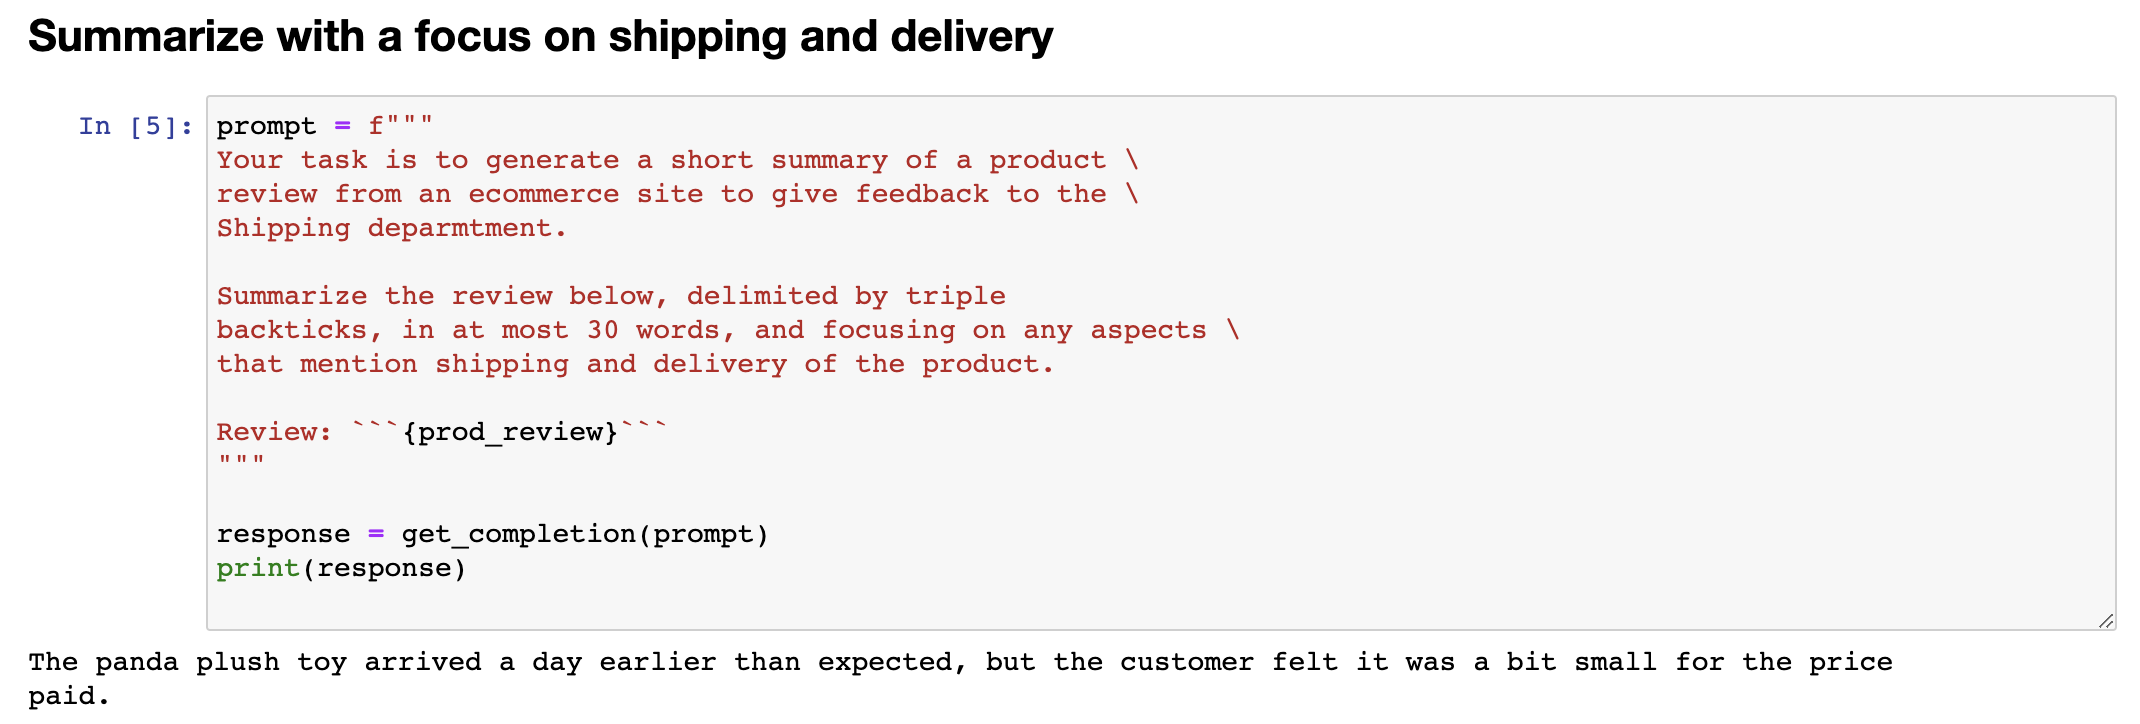 Summarize with a focus on shipping and delivery
In [5]:
prompt = f"""
Your task is to generate a short summary of a product \
review from an ecommerce site to give feedback to the \
Shipping deparmtment.
Summarize the review below, delimited by triple
backticks, in at most 30 words, and focusing on any aspects \
that mention shipping and delivery of the product.
Review: ```{prod_review}```
"""
response = get_completion(prompt)
print(response)
The panda plush toy arrived a day earlier than expected, but the customer felt it was a bit small for the price
paid.